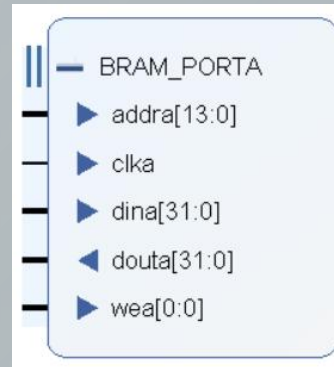 BRAM_PORTA
addra[13:0]
clka
dina[31:0]
douta[31:0]
wea[0:0]